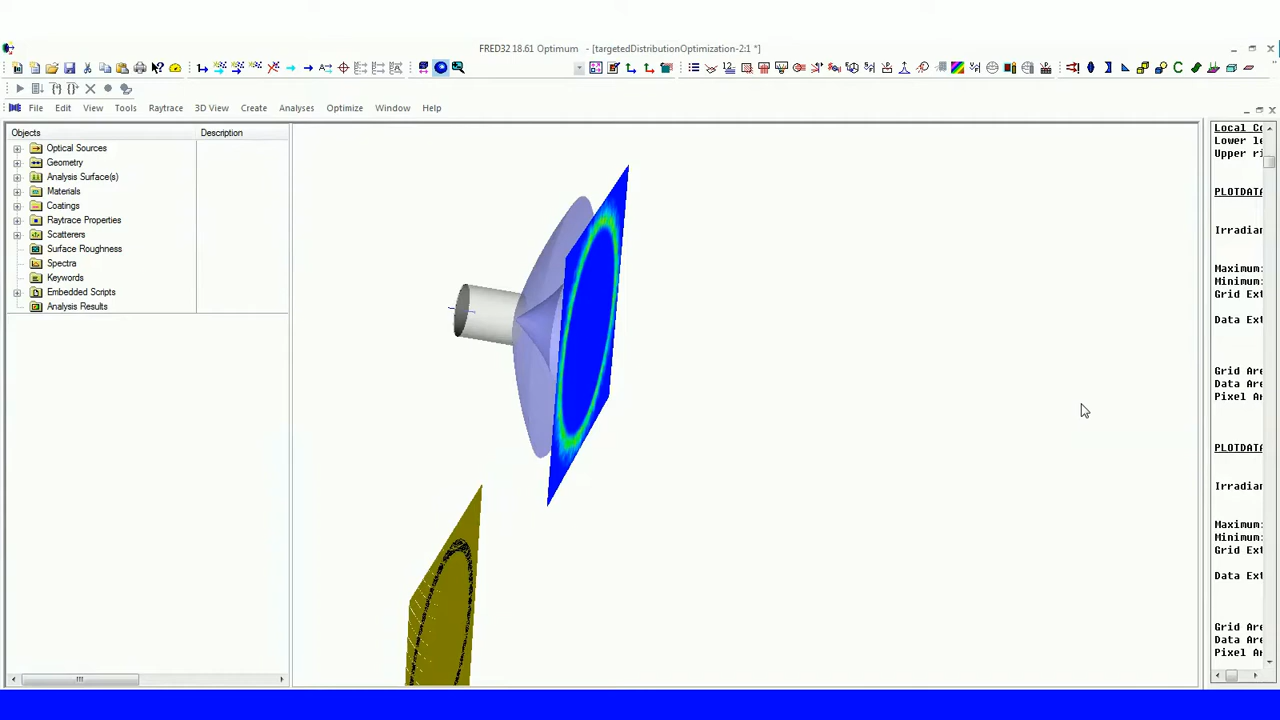 FRED32 18.61 Optimum - [targetedDistributionOptimization-2:1 *]
File Edit View Tools Raytrace 3D View Create Analyses Optimize Window Help
Objects Description
Optical Sources
Geometry
Analysis Surface(s)
Materials
Coatings
Raytrace Properties
Scatterers
Surface Roughness
Spectra
Keywords
Embedded Scripts
Analysis Results
Local Co
Lower le
Upper ri
PLOTDATA
Irradian
Maximum:
Minimum:
Grid Ext
Data Ext
Grid Are
Data Are
Pixel Ar
PLOTDATA
Irradian
Maximum:
Minimum:
Grid Ext
Data Ext
Grid Are
Data Are
Pixel Ar